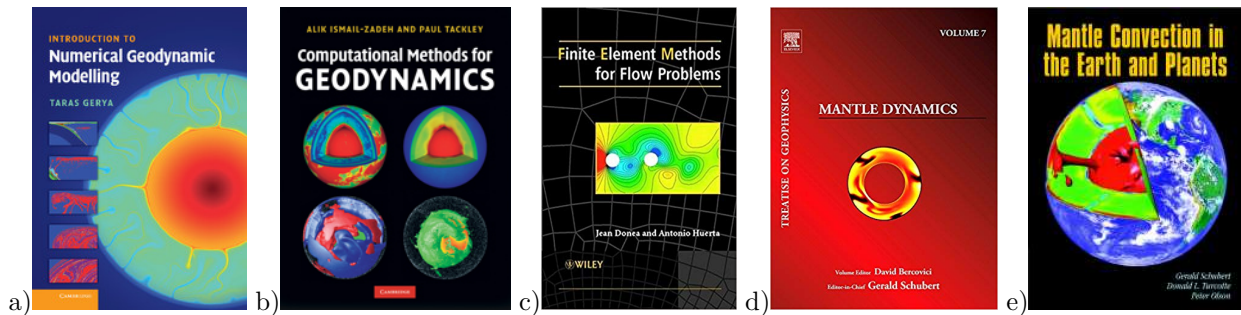 a)
INTRODUCTION TO
Numerical Geodynamic
Modelling
TARAS GERYA
CAMBRIDGE
b)
ALIK ISMAIL-ZADEH AND PAUL TACKLEY
Computational Methods for
GEODYNAMICS
CAMBRIDGE
c)
Finite Element Methods
for Flow Problems
Jean Donea and Antonio Huerta
WILEY
d)
ELSEVIER
VOLUME 7
TREATISE ON GEOPHYSICS
MANTLE DYNAMICS
Volume Editor David Bercovici
Editor-in-Chief Gerald Schubert
e)
Mantle Convection in
the Earth and Planets
Gerald Schubert
Donald L. Turcotte
Peter Olson